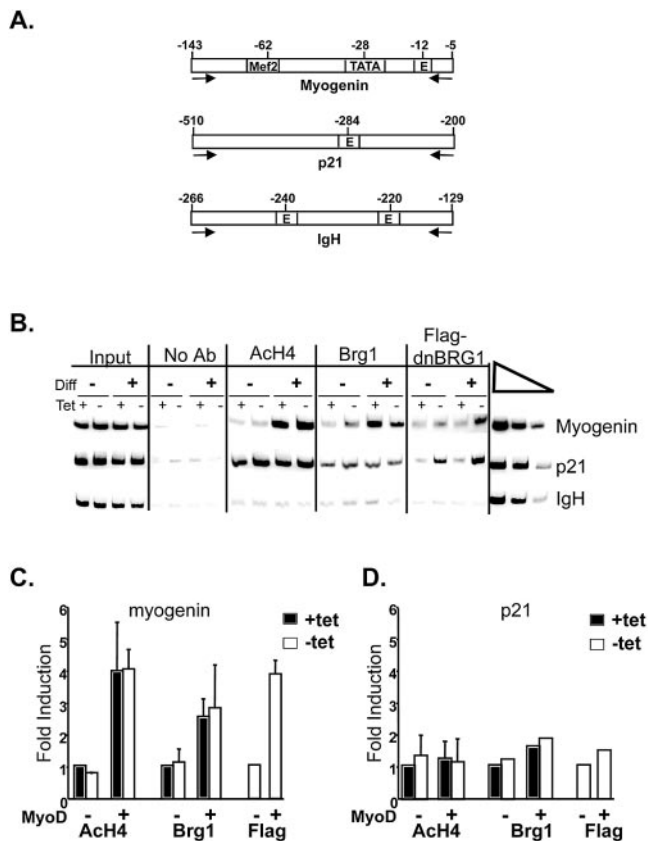 A.
-143 -62 -28 -12 -5
Mef2 TATA E
Myogenin
-510 -284 -200
E
p21
-266 -240 -220 -129
E E
IgH
B.
Flag-
Input No Ab AcH4 Brg1 dnBRG1
Diff - + - + - + - + - +
Tet + - + - + - + - + - + - + - + - + - + -
Myogenin
p21
IgH
C. D.
myogenin p21
+tet +tet
-tet -tet
Fold Induction Fold Induction
6 6
5 5
4 4
3 3
2 2
1 1
0 0
MyoD - + - + - + MyoD - + - + - +
AcH4 Brg1 Flag AcH4 Brg1 Flag